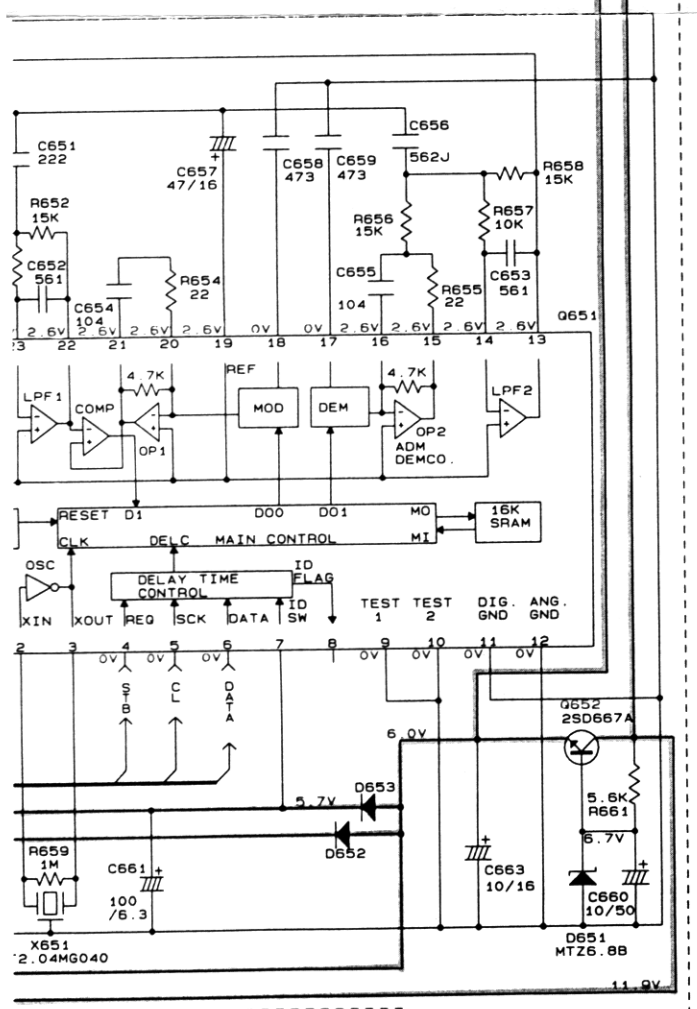 C651
222
C657
47/16
C658
473
C659
473
C656
562J
R658
15K
R652
15K
R656
15K
R657
10K
C652
561
R654
22
C655
104
R655
22
C653
561
C654
104
Q651
2.6V 2.6V 2.6V 2.6V 0V 0V 2.6V 2.6V 2.6V 2.6V
23 22 21 20 19 18 17 16 15 14 13
LPF1
COMP
4.7K
OP1
REF
MOD
DEM
4.7K
OP2
ADM
DEMCO.
LPF2
RESET D1 DO0 DO1 MO
CLK DELC MAIN CONTROL MI
16K
SRAM
OSC
DELAY TIME
CONTROL
ID
FLAG
XIN XOUT REQ SCK DATA
ID
SW
TEST
1
TEST
2
DIG.
GND
ANG.
GND
2 3 4 5 6 7 8 9 10 11 12
0V 0V 0V 0V 0V 0V 0V
STB
CL
DATA
Q652
2SD667A
6.0V
D653
5.7V
D652
5.6K
R661
6.7V
R659
1M
C661
100
/6.3
C663
10/16
C660
10/50
X651
2.04MG040
D651
MTZ6.8B
11.9V